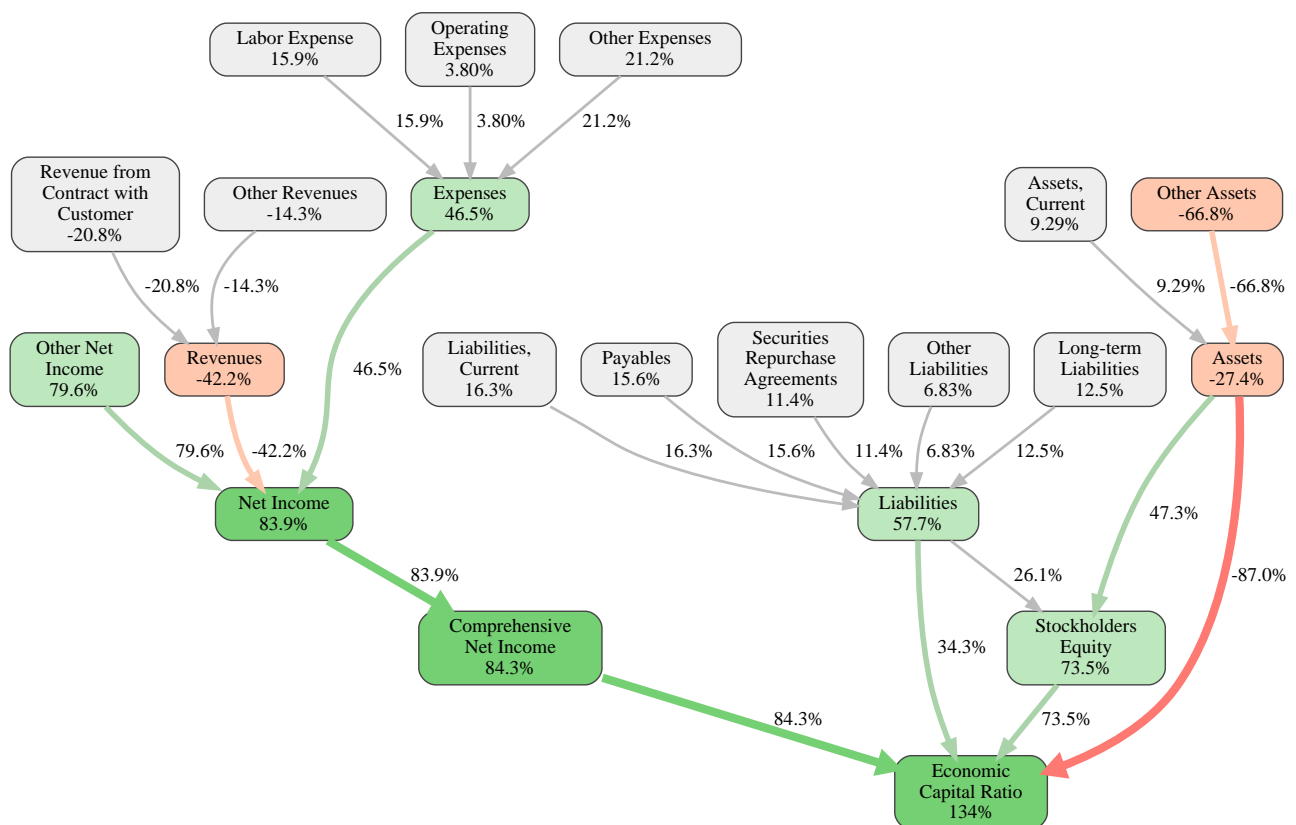 Labor Expense
15.9%
Operating
Expenses
3.80%
Other Expenses
21.2%
15.9%
3.80%
21.2%
Revenue from
Contract with
Customer
-20.8%
Other Revenues
-14.3%
Expenses
46.5%
Assets,
Current
9.29%
Other Assets
-66.8%
-20.8%
-14.3%
9.29%
-66.8%
Other Net
Income
79.6%
Revenues
-42.2%
46.5%
Liabilities,
Current
16.3%
Payables
15.6%
Securities
Repurchase
Agreements
11.4%
Other
Liabilities
6.83%
Long-term
Liabilities
12.5%
Assets
-27.4%
79.6%
-42.2%
16.3%
15.6%
11.4%
6.83%
12.5%
Net Income
83.9%
Liabilities
57.7%
47.3%
83.9%
26.1%
-87.0%
Comprehensive
Net Income
84.3%
34.3%
Stockholders
Equity
73.5%
84.3%
73.5%
Economic
Capital Ratio
134%